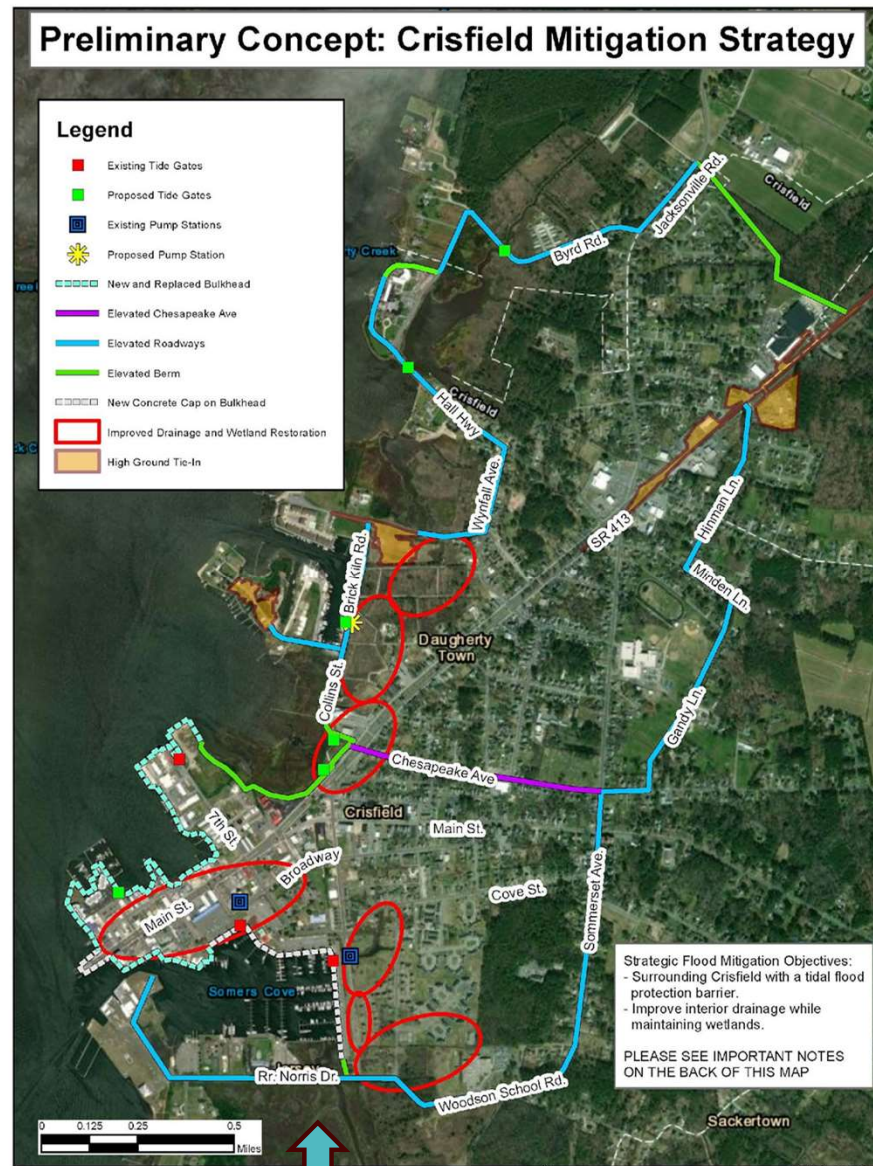 Preliminary Concept: Crisfield Mitigation Strategy
Legend
Existing Tide Gates
Proposed Tide Gates
Existing Pump Stations
Proposed Pump Station
New and Replaced Bulkhead
Elevated Chesapeake Ave
Elevated Roadways
Elevated Berm
New Concrete Cap on Bulkhead
Improved Drainage and Wetland Restoration
High Ground Tie-In
Crisfield
Jacksonville Rd.
Byrd Rd.
Creek
Crisfield
Hall Hwy
Wynfall Ave.
SR 413
Hinman Ln.
Minden Ln.
Brick Kiln Rd.
Daugherty
Town
Collins St.
Gandy Ln.
Chesapeake Ave
Crisfield
7th St.
Main St.
Broadway
Main St.
Cove St.
Sommerset Ave.
Somers Cove
Rr. Norris Dr.
Woodson School Rd.
Sackertown
Strategic Flood Mitigation Objectives:
- Surrounding Crisfield with a tidal flood
protection barrier.
- Improve interior drainage while
maintaining wetlands.
PLEASE SEE IMPORTANT NOTES
ON THE BACK OF THIS MAP
0 0.125 0.25 0.5
Miles